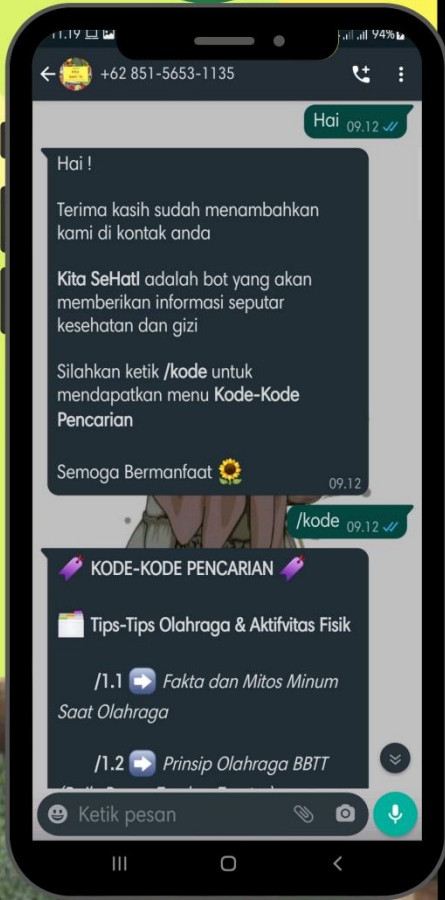 11.19 94%
+62 851-5653-1135
Hai 09.12
Hai !
Terima kasih sudah menambahkan
kami di kontak anda
Kita SeHatI adalah bot yang akan
memberikan informasi seputar
kesehatan dan gizi
Silahkan ketik /kode untuk
mendapatkan menu Kode-Kode
Pencarian
Semoga Bermanfaat 🌻
09.12
/kode 09.12
KODE-KODE PENCARIAN
Tips-Tips Olahraga & Aktifvitas Fisik
/1.1 ➡ Fakta dan Mitos Minum
Saat Olahraga
/1.2 ➡ Prinsip Olahraga BBTT
Ketik pesan